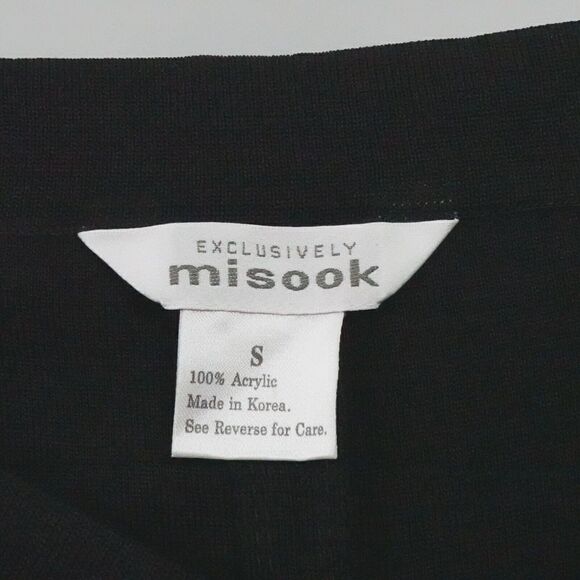 EXCLUSIVELY
misook
S
100% Acrylic
Made in Korea.
See Reverse for Care.